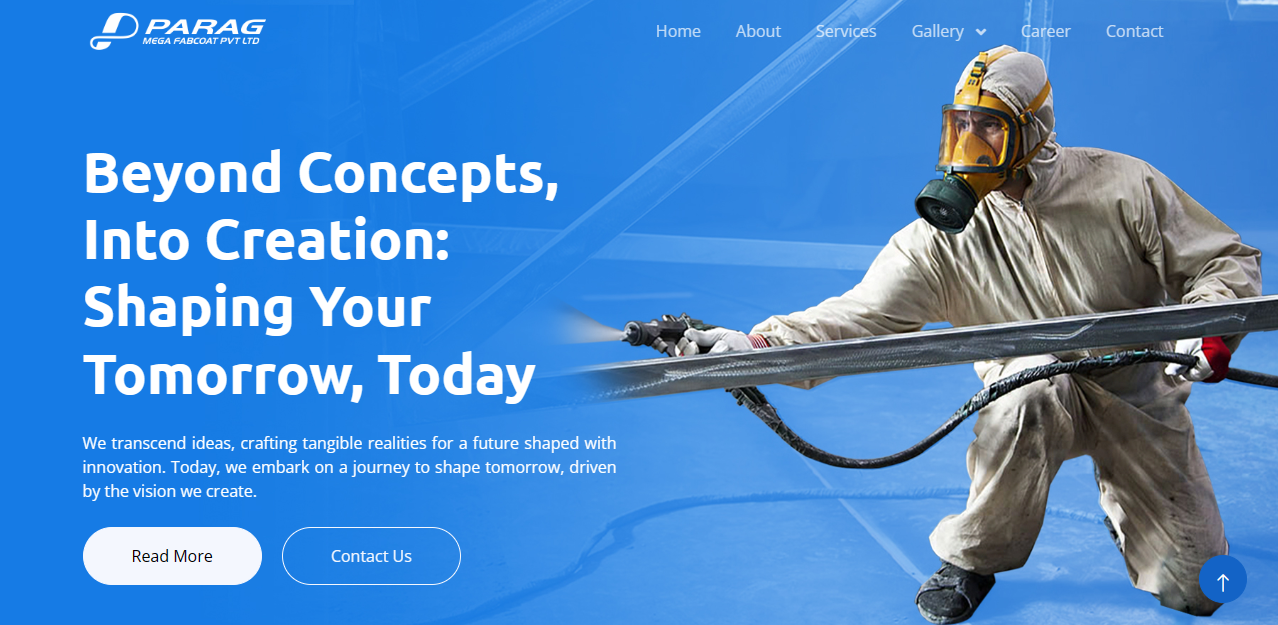 PARAG
MEGA FABCOAT PVT LTD
Home About Services Gallery Career Contact
Beyond Concepts,
Into Creation:
Shaping Your
Tomorrow, Today
We transcend ideas, crafting tangible realities for a future shaped with
innovation. Today, we embark on a journey to shape tomorrow, driven
by the vision we create.
Read More
Contact Us